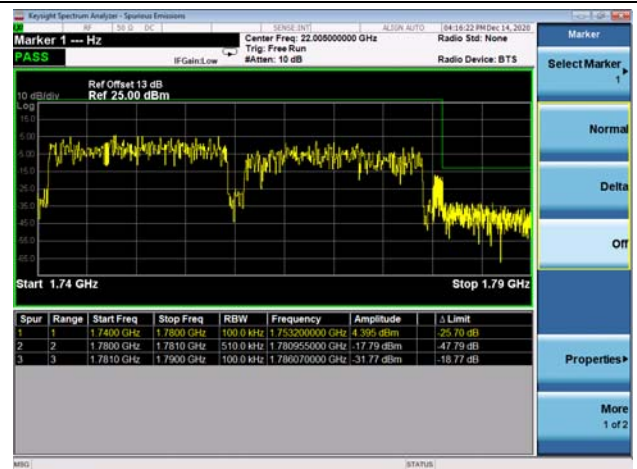 Keysight Spectrum Analyzer - Spurious Emissions
RF 50 Ω DC SENSE:INT ALIGN AUTO 04:16:22 PM Dec 14, 2020
Marker 1 --- Hz
Center Freq: 22.005000000 GHz
Radio Std: None
PASS
Trig: Free Run
IFGain:Low
#Atten: 10 dB
Radio Device: BTS
Ref Offset 13 dB
10 dB/div Ref 25.00 dBm
Log
15.0
5.00
Start 1.74 GHz
Stop 1.79 GHz
Spur Range Start Freq Stop Freq RBW Frequency Amplitude Δ Limit
1 1 1.7400 GHz 1.7800 GHz 100.0 kHz 1.753200000 GHz 4.395 dBm -25.70 dB
2 2 1.7800 GHz 1.7810 GHz 510.0 kHz 1.780955000 GHz -17.79 dBm -47.79 dB
3 3 1.7810 GHz 1.7900 GHz 100.0 kHz 1.786070000 GHz -31.77 dBm -18.77 dB
MSG
STATUS
Marker
Select Marker
1
Normal
Delta
Off
Properties
More
1 of 2